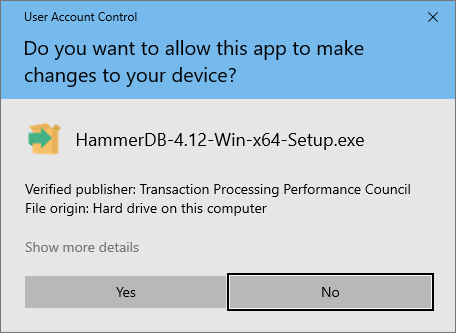 User Account Control
Do you want to allow this app to make
changes to your device?
HammerDB-4.12-Win-x64-Setup.exe
Verified publisher: Transaction Processing Performance Council
File origin: Hard drive on this computer
Show more details
Yes
No